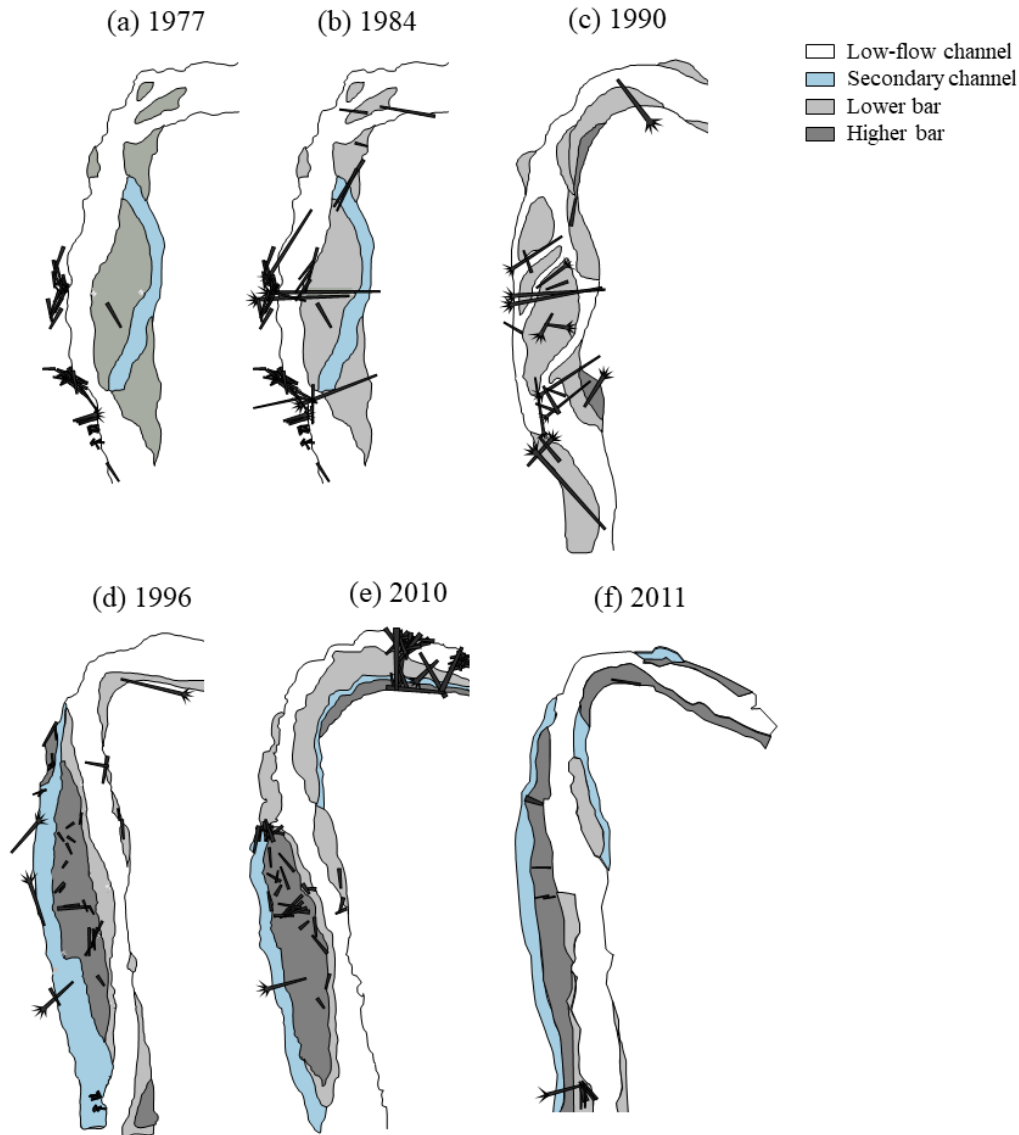 (a) 1977
(b) 1984
(c) 1990
Low-flow channel
Secondary channel
Lower bar
Higher bar
(d) 1996
(e) 2010
(f) 2011